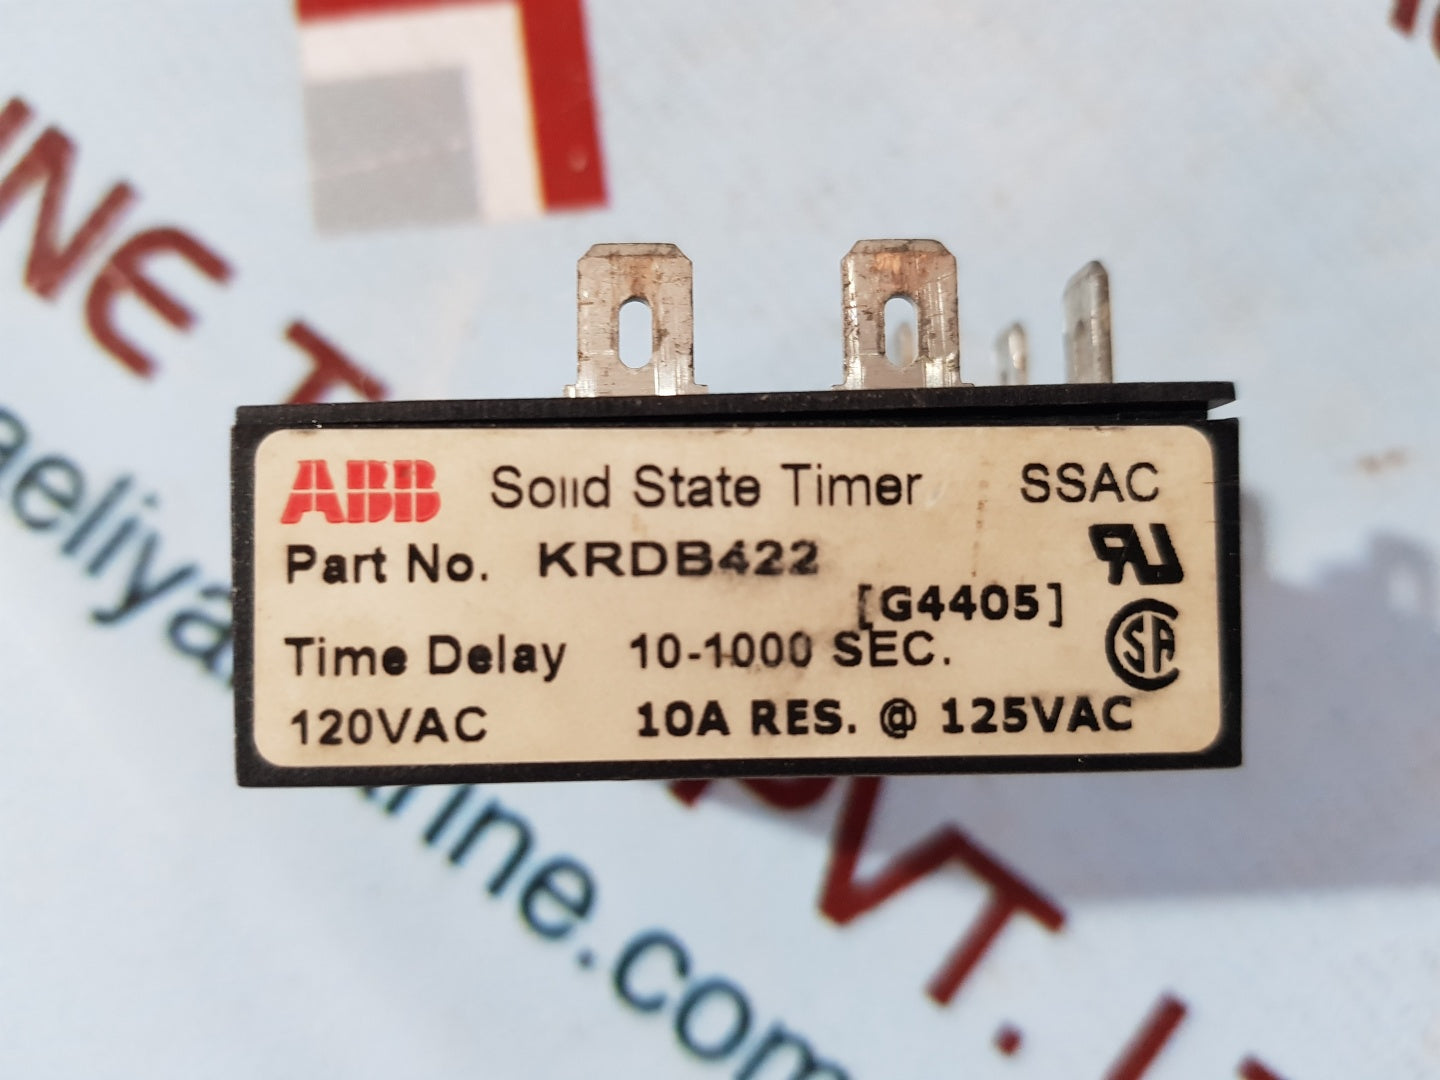 ABB Solid State Timer SSAC
Part No. KRDB422
[G4405]
Time Delay 10-1000 SEC.
120VAC 10A RES. @ 125VAC